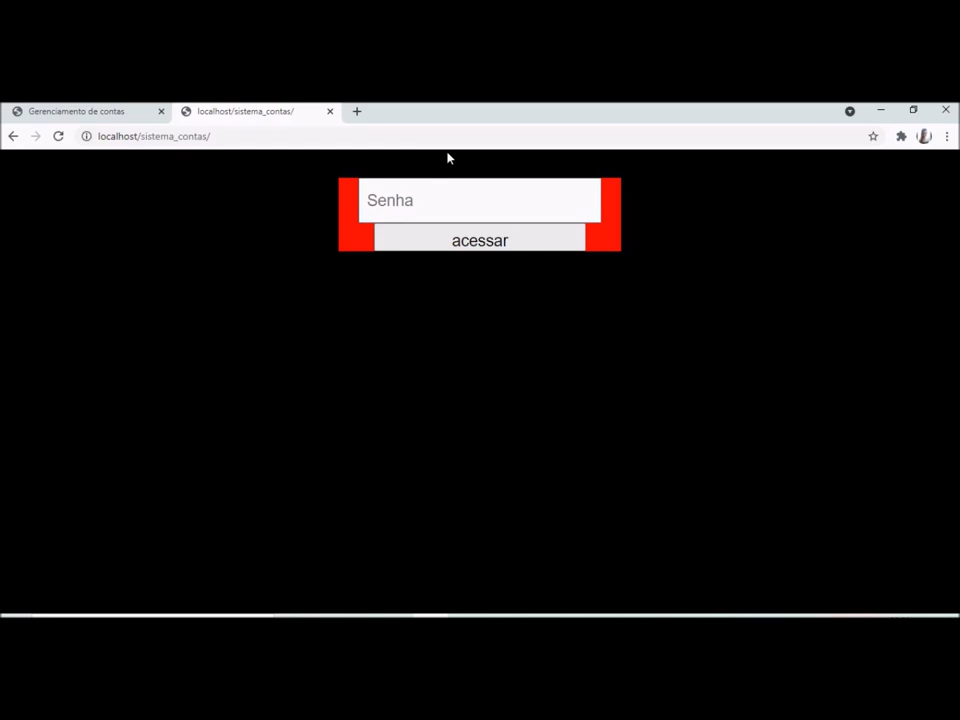 Gerenciamento de contas
localhost/sistema_contas/
localhost/sistema_contas/
Senha
acessar